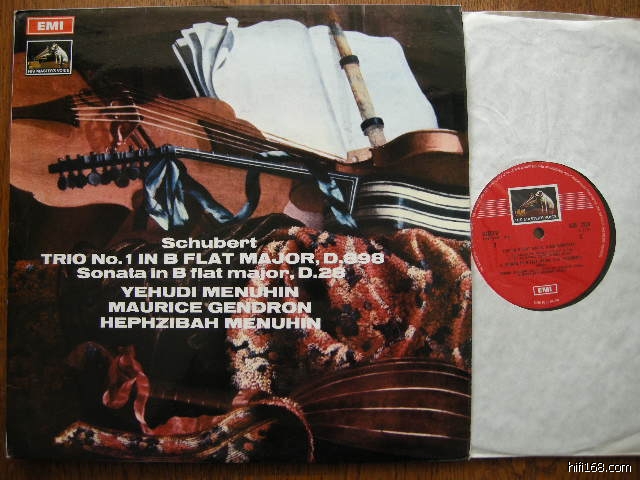 EMI
HIS MASTER'S VOICE
Schubert
TRIO No.1 IN B FLAT MAJOR, D.898
Sonata in B flat major, D.28
YEHUDI MENUHIN
MAURICE GENDRON
HEPHZIBAH MENUHIN
HIS MASTER'S VOICE
EMI
hifi168.com